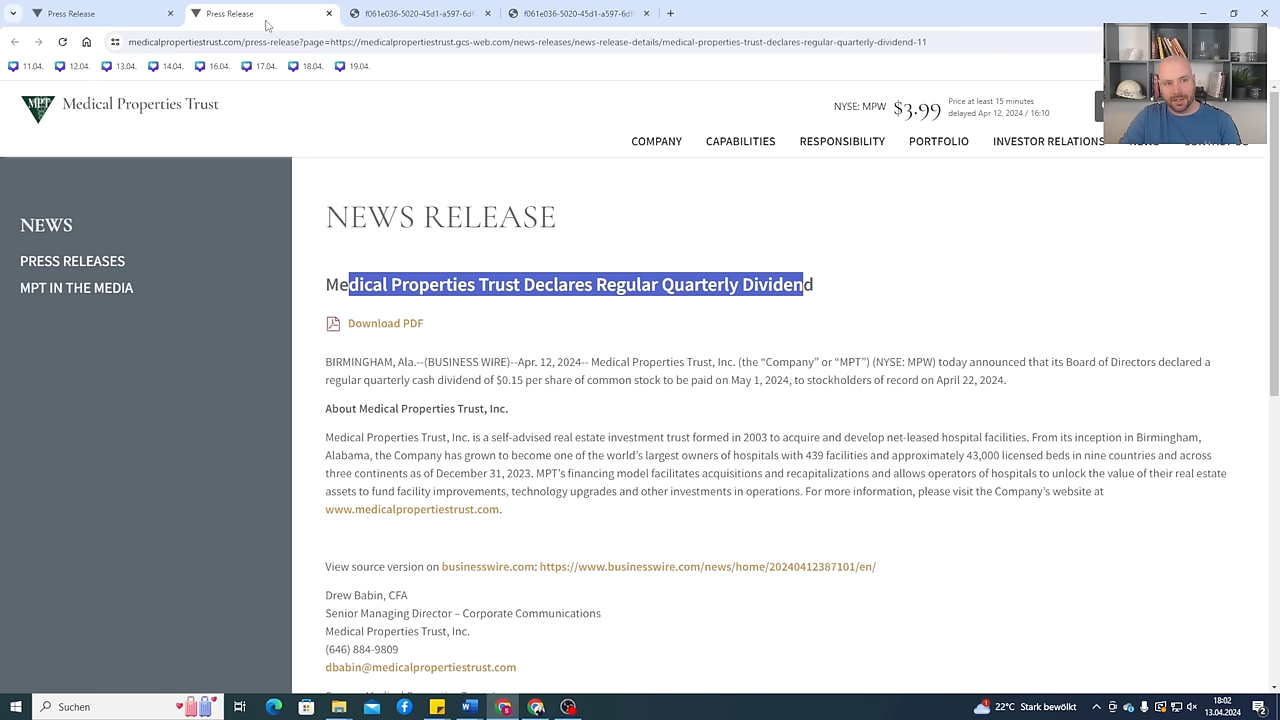 Press Release
Press Release
f061e036-5020-45d1-a597-6d
f061e036-5020-45d1-a597-6d
medicalpropertiestrust.com/press-release?page=https://medicalpropertiestrust.gcs-web.com/news-releases/news-release-details/medical-properties-trust-declares-regular-quarterly-dividend-11
11.04. 12.04. 13.04. 14.04. 16.04. 17.04. 18.04. 19.04.
MPT Medical Properties Trust
NYSE: MPW $3.99 Price at least 15 minutes
delayed Apr 12, 2024 / 16:10
COMPANY CAPABILITIES RESPONSIBILITY PORTFOLIO INVESTOR RELATIONS
NEWS
PRESS RELEASES
MPT IN THE MEDIA
NEWS RELEASE
Medical Properties Trust Declares Regular Quarterly Dividend
Download PDF
BIRMINGHAM, Ala.--(BUSINESS WIRE)--Apr. 12, 2024-- Medical Properties Trust, Inc. (the “Company” or “MPT”) (NYSE: MPW) today announced that its Board of Directors declared a
regular quarterly cash dividend of $0.15 per share of common stock to be paid on May 1, 2024, to stockholders of record on April 22, 2024.
About Medical Properties Trust, Inc.
Medical Properties Trust, Inc. is a self-advised real estate investment trust formed in 2003 to acquire and develop net-leased hospital facilities. From its inception in Birmingham,
Alabama, the Company has grown to become one of the world’s largest owners of hospitals with 439 facilities and approximately 43,000 licensed beds in nine countries and across
three continents as of December 31, 2023. MPT’s financing model facilitates acquisitions and recapitalizations and allows operators of hospitals to unlock the value of their real estate
assets to fund facility improvements, technology upgrades and other investments in operations. For more information, please visit the Company’s website at
www.medicalpropertiestrust.com.
View source version on businesswire.com: https://www.businesswire.com/news/home/20240412387101/en/
Drew Babin, CFA
Senior Managing Director – Corporate Communications
Medical Properties Trust, Inc.
(646) 884-9809
dbabin@medicalpropertiestrust.com
Suchen
22°C Stark bewölkt
18:02
13.04.2024